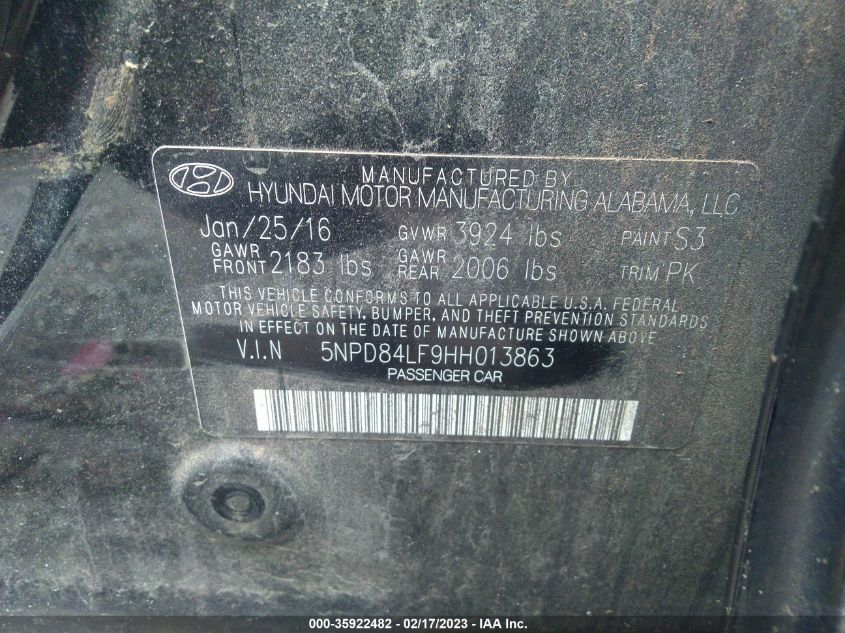 MANUFACTURED BY
HYUNDAI MOTOR MANUFACTURING ALABAMA, LLC
Jan/25/16 GVWR 3924 lbs PAINT S3
GAWR FRONT 2183 lbs GAWR REAR 2006 lbs TRIM PK
THIS VEHICLE CONFORMS TO ALL APPLICABLE U.S.A. FEDERAL
MOTOR VEHICLE SAFETY, BUMPER, AND THEFT PREVENTION STANDARDS
IN EFFECT ON THE DATE OF MANUFACTURE SHOWN ABOVE
V.I.N 5NPD84LF9HH013863
PASSENGER CAR
000-35922482 - 02/17/2023 - IAA Inc.